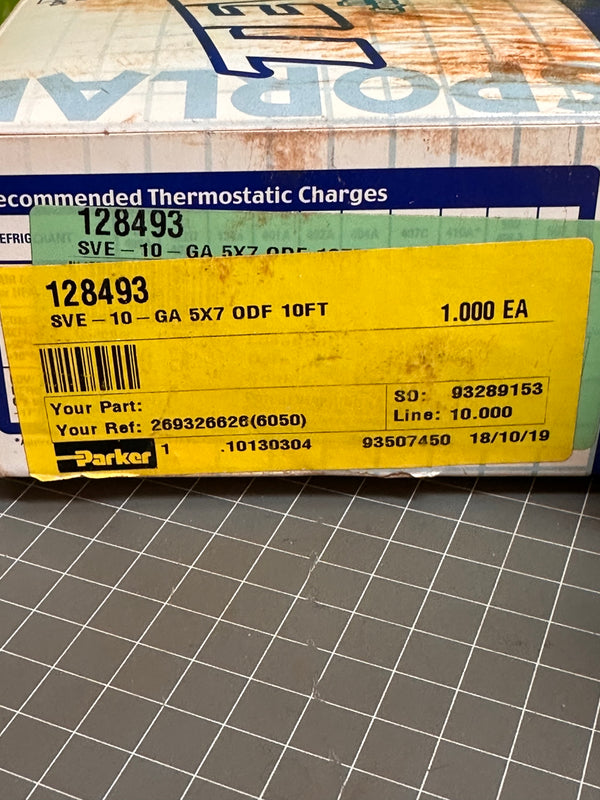 ecommended Thermostatic Charges
128493
SVE - 10 - GA 5X7 ODF
128493
SVE - 10 - GA 5X7 ODF 10FT
1.000 EA
Your Part:
Your Ref: 269326626(6050)
SO: 93289153
Line: 10.000
Parker 1 .10130304 93507450 18/10/19